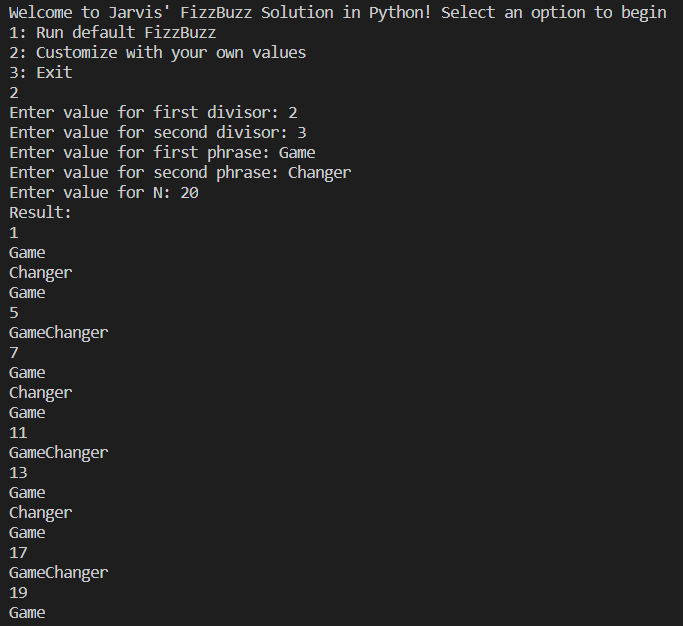 Welcome to Jarvis' FizzBuzz Solution in Python! Select an option to begin
1: Run default FizzBuzz
2: Customize with your own values
3: Exit
2
Enter value for first divisor: 2
Enter value for second divisor: 3
Enter value for first phrase: Game
Enter value for second phrase: Changer
Enter value for N: 20
Result:
1
Game
Changer
Game
5
GameChanger
7
Game
Changer
Game
11
GameChanger
13
Game
Changer
Game
17
GameChanger
19
Game